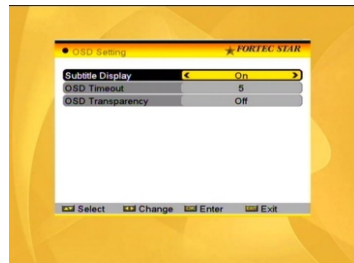 OSD Setting
FORTEC STAR
Subtitle Display On
OSD Timeout 5
OSD Transparency Off
Select Change Enter Exit